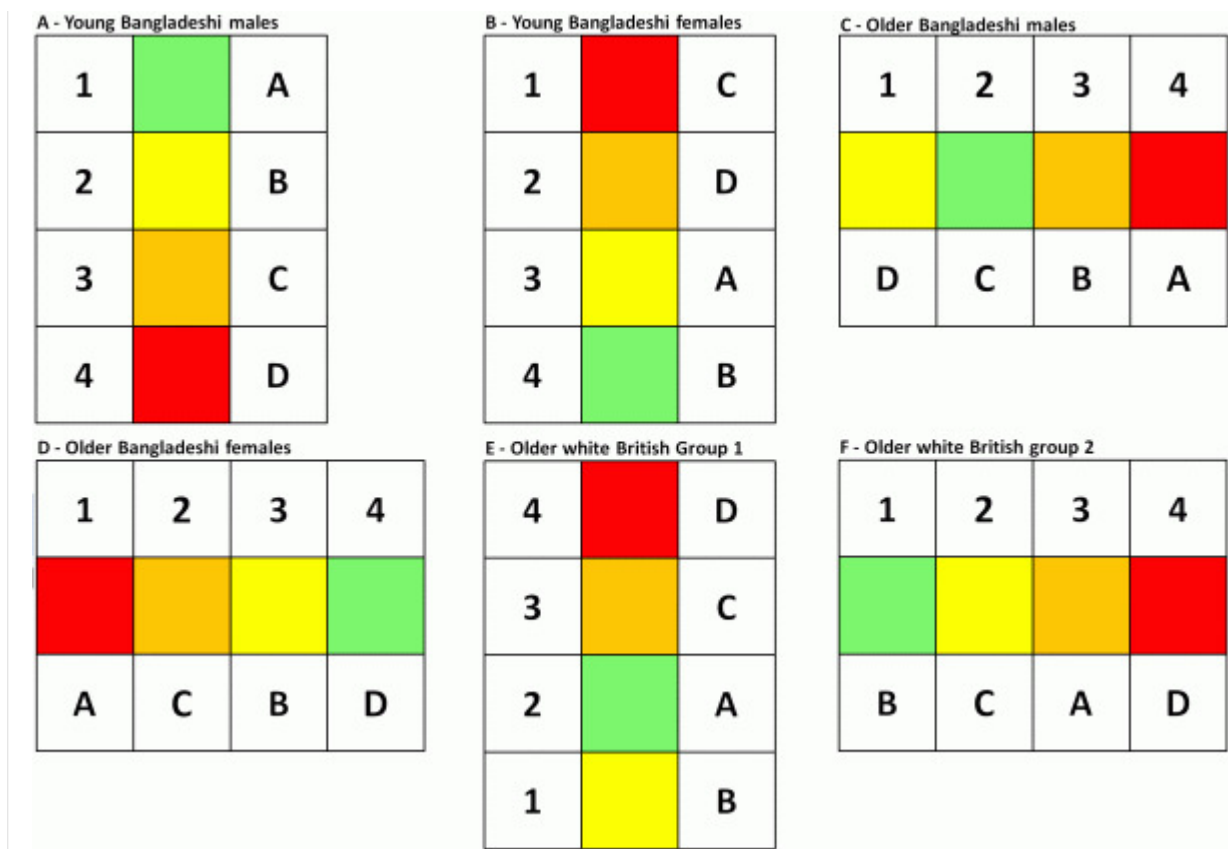 A - Young Bangladeshi males
1 A
2 B
3 C
4 D
B - Young Bangladeshi females
1 C
2 D
3 A
4 B
C - Older Bangladeshi males
1 2 3 4
D C B A
D - Older Bangladeshi females
1 2 3 4
A C B D
E - Older white British Group 1
4 D
3 C
2 A
1 B
F - Older white British group 2
1 2 3 4
B C A D